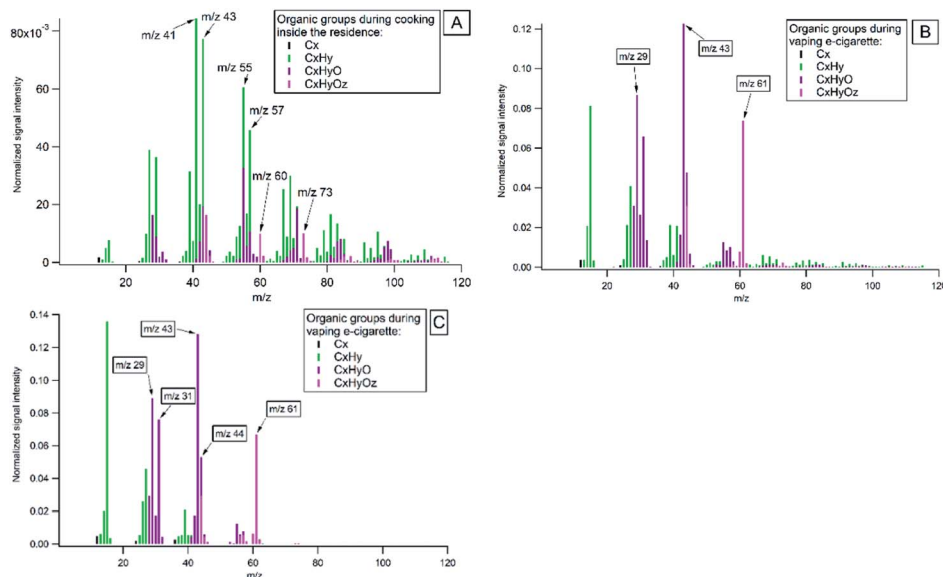 A
Organic groups during cooking
inside the residence:
Cx
CxHy
CxHyO
CxHyOz
m/z 43
m/z 41
m/z 55
m/z 57
m/z 60
m/z 73
Normalized signal intensity
80x10⁻³
60
40
20
0
20 40 60 80 100 120
m/z
B
Organic groups during
vaping e-cigarette:
Cx
CxHy
CxHyO
CxHyOz
m/z 29
m/z 43
m/z 61
Normalized signal intensity
0.12
0.10
0.08
0.06
0.04
0.02
0.00
20 40 60 80 100 120
m/z
C
Organic groups during
vaping e-cigarette:
Cx
CxHy
CxHyO
CxHyOz
m/z 43
m/z 29
m/z 31
m/z 61
m/z 44
Normalized signal intensity
0.14
0.12
0.10
0.08
0.06
0.04
0.02
0.00
20 40 60 80 100 120
m/z